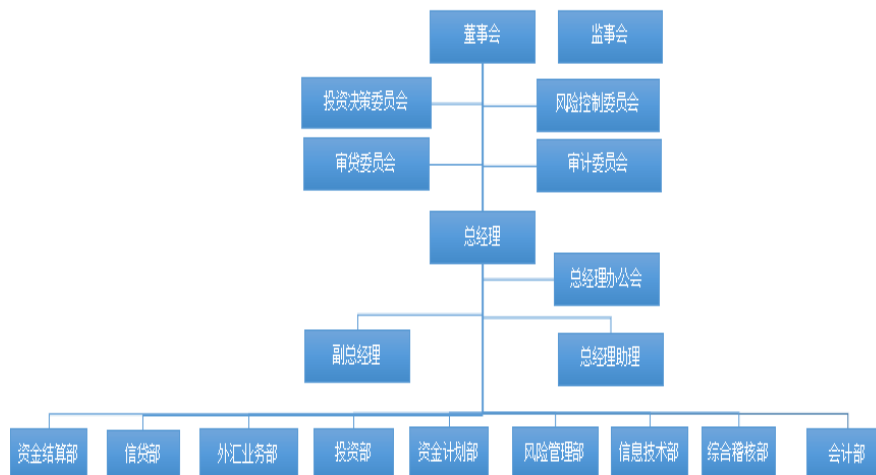 董事会
监事会
投资决策委员会
风险控制委员会
审贷委员会
审计委员会
总经理
总经理办公会
副总经理
总经理助理
资金结算部
信贷部
外汇业务部
投资部
资金计划部
风险管理部
信息技术部
综合稽核部
会计部